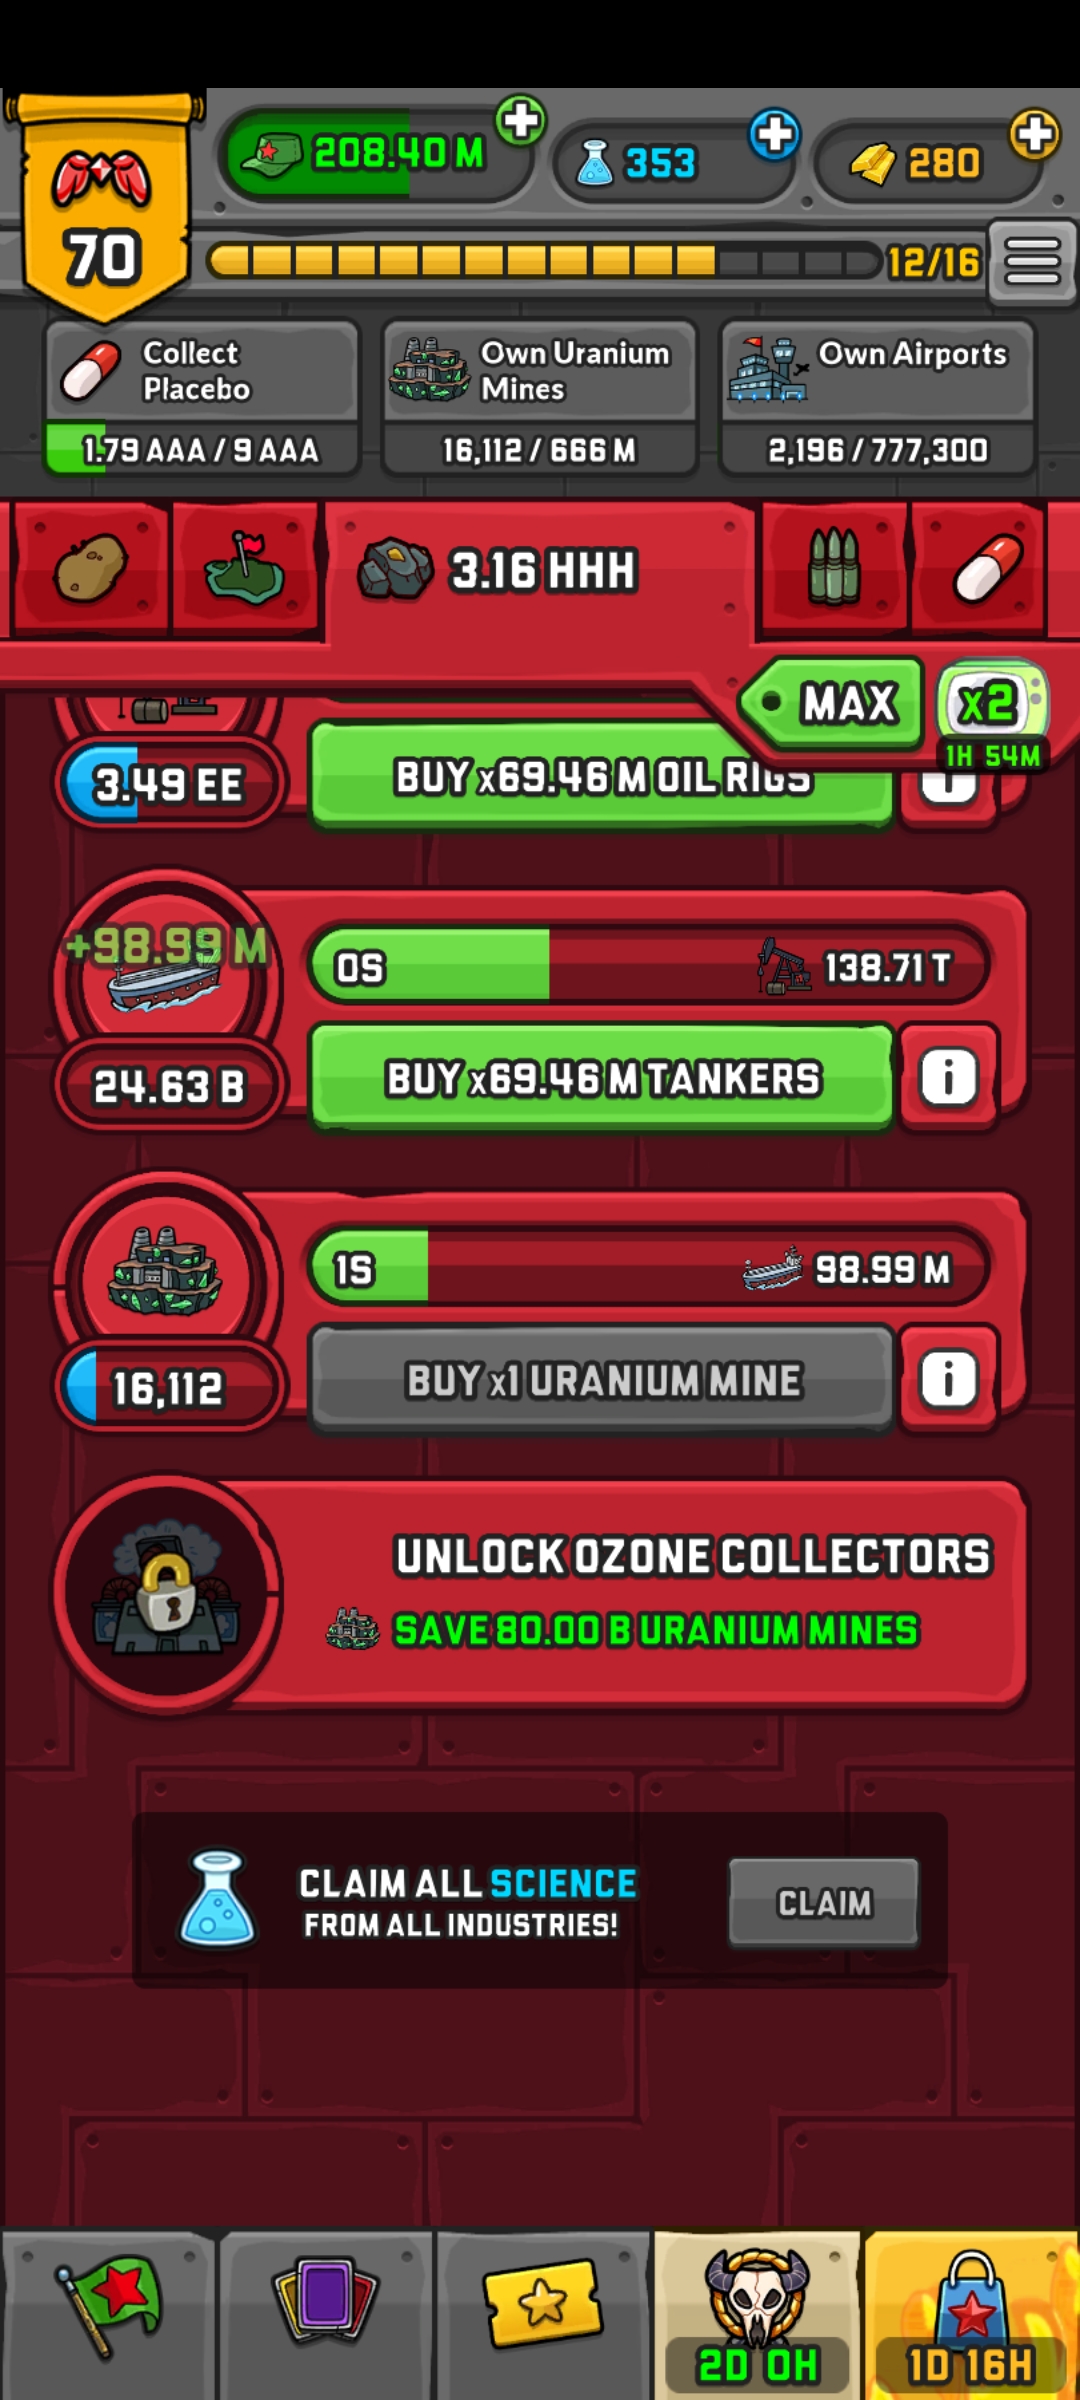 70
208.40 M
353
280
12/16
Collect
Placebo
1.79 AAA / 9 AAA
Own Uranium
Mines
16,112 / 666 M
Own Airports
2,196 / 777,300
3.16 HHH
MAX
x2
1H 54M
3.49 EE
BUY x69.46 M OIL RIGS
+98.99 M
0S
138.71 T
24.63 B
BUY x69.46 M TANKERS
i
1S
98.99 M
16,112
BUY x1 URANIUM MINE
i
UNLOCK OZONE COLLECTORS
SAVE 80.00 B URANIUM MINES
CLAIM ALL SCIENCE
FROM ALL INDUSTRIES!
CLAIM
2D 0H
1D 16H